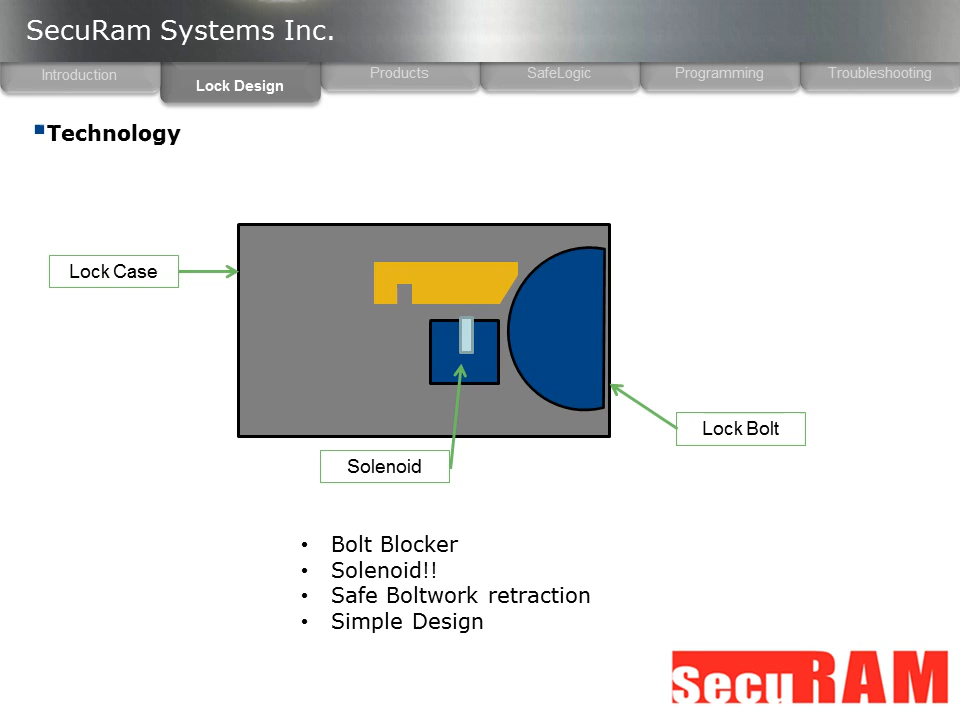 SecuRam Systems Inc.
Introduction
Lock Design
Products
SafeLogic
Programming
Troubleshooting
Technology
Lock Case
Lock Bolt
Solenoid
• Bolt Blocker
• Solenoid!!
• Safe Boltwork retraction
• Simple Design
SecuRAM